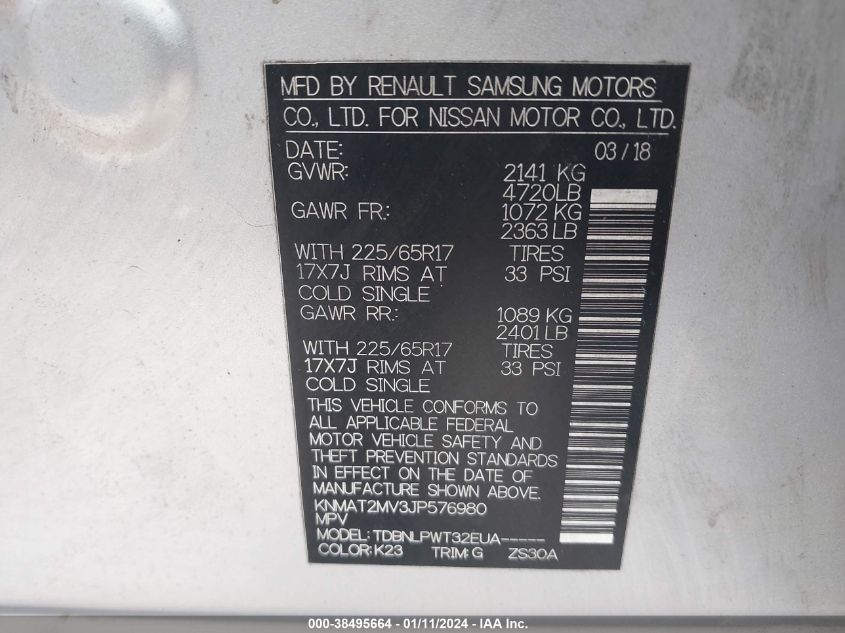 MFD BY RENAULT SAMSUNG MOTORS
CO., LTD. FOR NISSAN MOTOR CO., LTD.
DATE: 03/18
GVWR: 2141 KG
4720LB
GAWR FR: 1072 KG
2363 LB
WITH 225/65R17 TIRES
17X7J RIMS AT 33 PSI
COLD SINGLE
GAWR RR: 1089 KG
2401 LB
WITH 225/65R17 TIRES
17X7J RIMS AT 33 PSI
COLD SINGLE
THIS VEHICLE CONFORMS TO
ALL APPLICABLE FEDERAL
MOTOR VEHICLE SAFETY AND
THEFT PREVENTION STANDARDS
IN EFFECT ON THE DATE OF
MANUFACTURE SHOWN ABOVE.
KNMAT2MV3JP576980
MPV
MODEL: TDBNLPWT32EUA-----
COLOR: K23 TRIM: G ZS30A
000-38495664 - 01/11/2024 - IAA Inc.